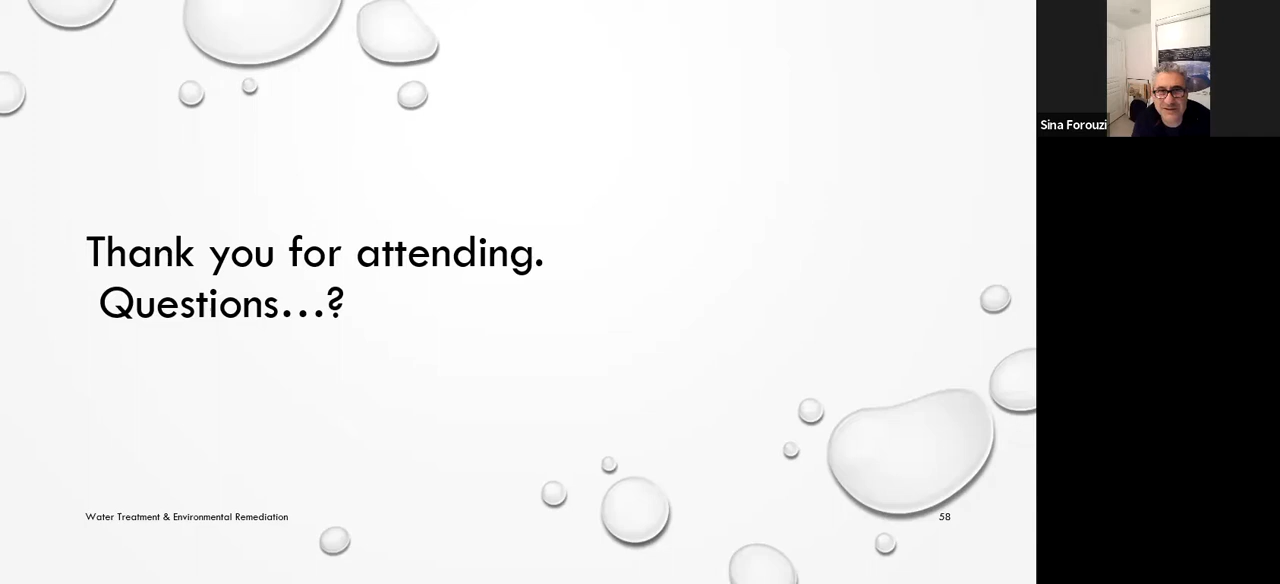 Thank you for attending.
Questions...?
Water Treatment & Environmental Remediation
58
Sina Forouzi